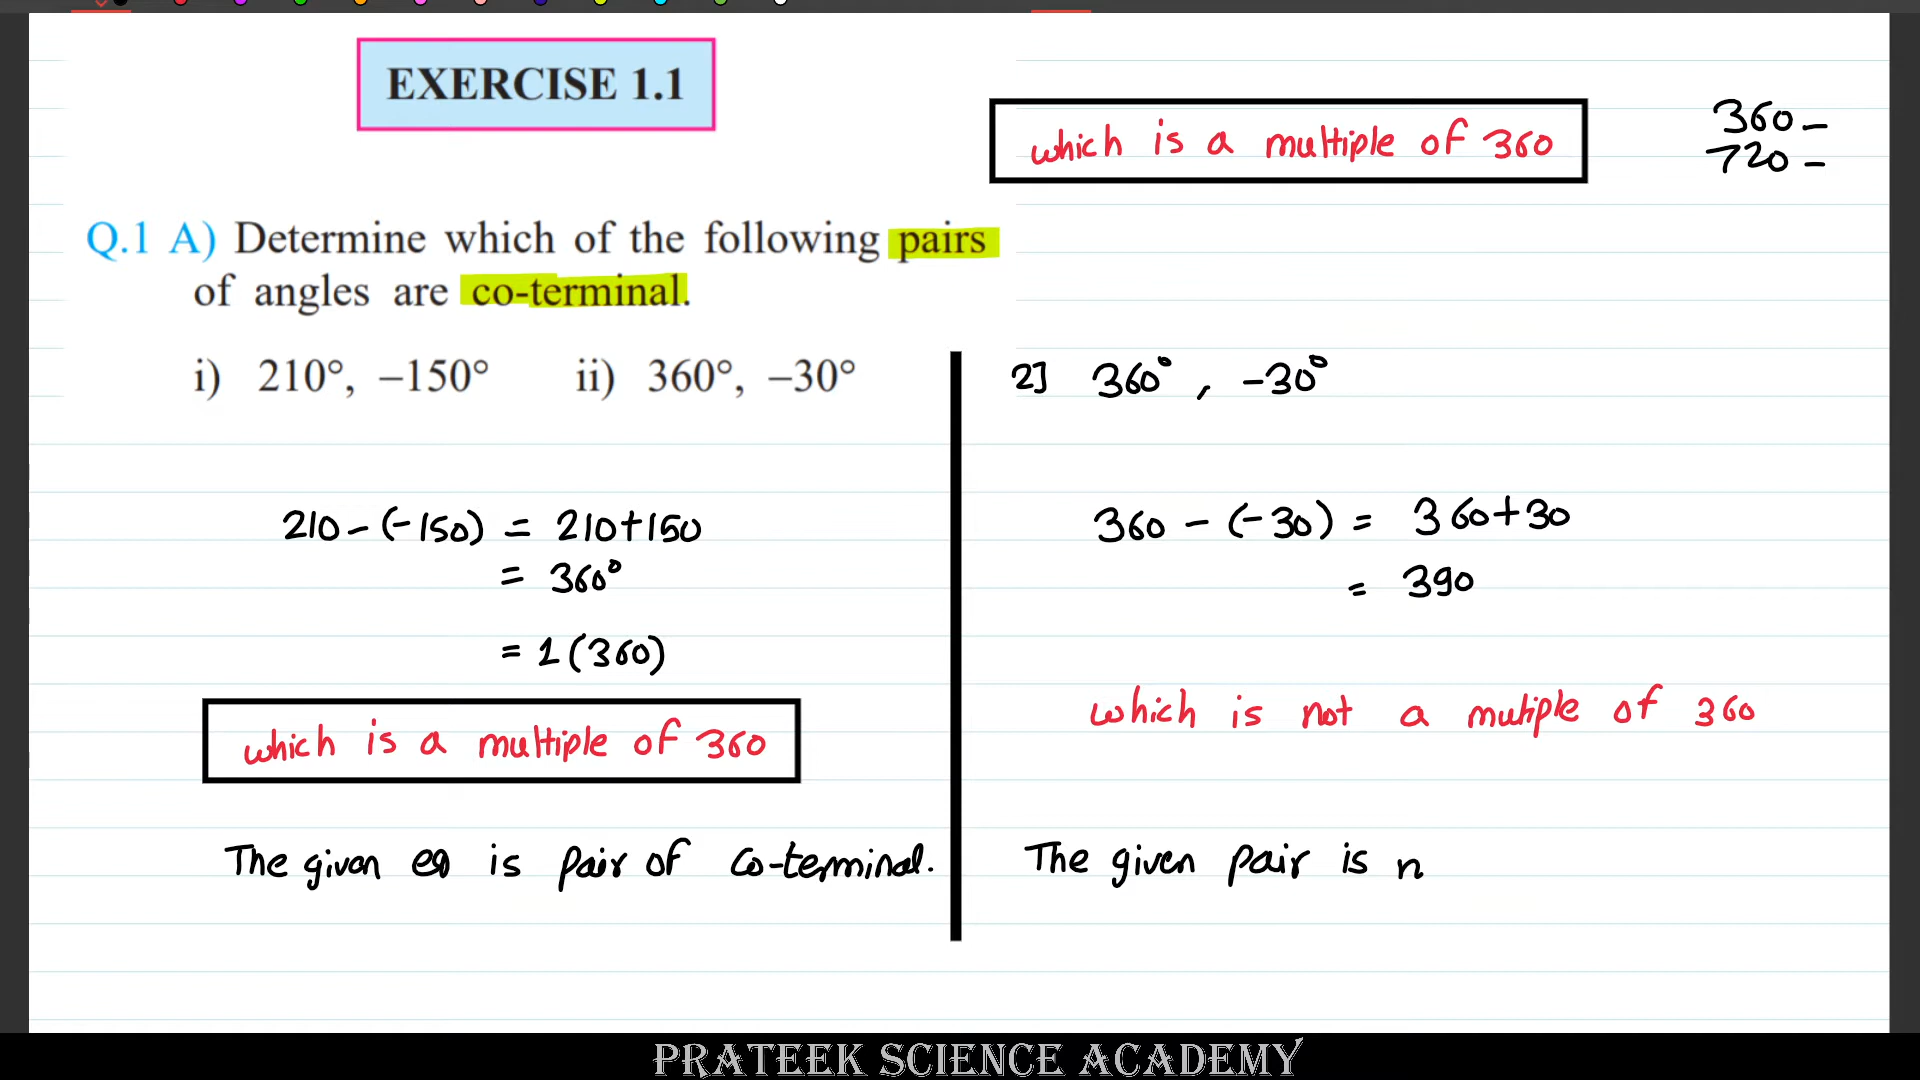 EXERCISE 1.1
which is a multiple of 360
360 –
720 –
Q.1 A) Determine which of the following pairs
of angles are co-terminal.
i) 210°, –150° ii) 360°, –30°
210 – (–150) = 210+150
= 360°
= 1 (360)
which is a multiple of 360
The given eq is pair of co-terminal.
2] 360° , –30°
360 – (–30) = 360+30
= 390
which is not a mutiple of 360
The given pair is n
PRATEEK SCIENCE ACADEMY